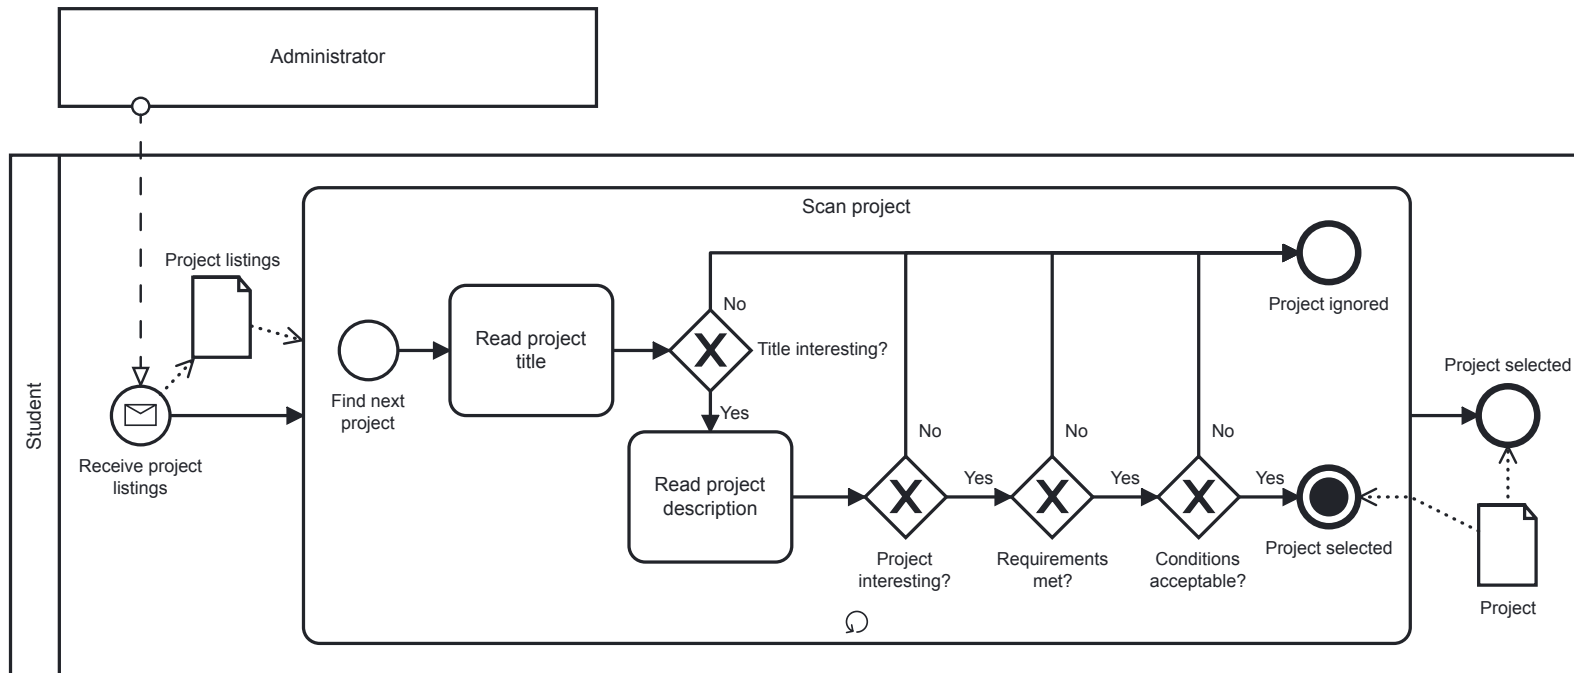 Administrator
Student
Scan project
Project listings
Receive project
listings
Find next
project
Read project
title
No
Title interesting?
Yes
Read project
description
No
Yes
Project
interesting?
No
Yes
Requirements
met?
No
Yes
Conditions
acceptable?
Project ignored
Project selected
Project selected
Project